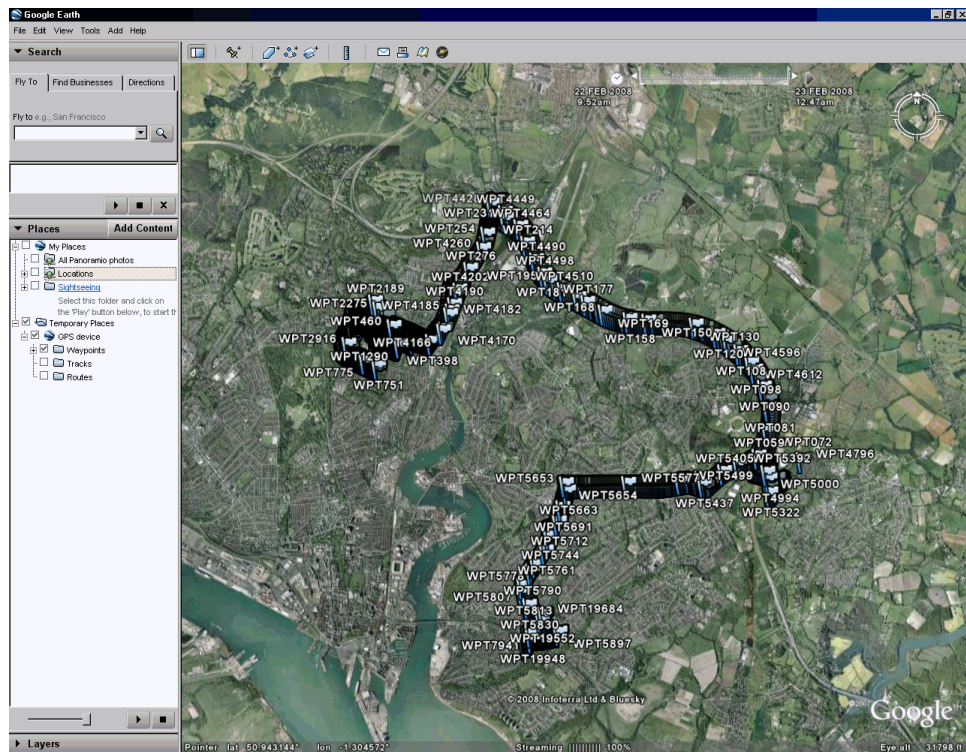 Google Earth
File Edit View Tools Add Help
Search
Fly To Find Businesses Directions
Fly to e.g., San Francisco
Places Add Content
My Places
All Panoramio photos
Locations
Sightseeing
Select this folder and click on
the 'Play' button below, to start th
Temporary Places
GPS device
Waypoints
Tracks
Routes
Layers
22 FEB 2008
9:52am
23 FEB 2008
12:47am
N
WPT4449
WPT4464
WPT254 WPT214
WPT4260 WPT4490
WPT276 WPT4498
WPT4202 WPT4510
WPT2189 WPT4190 WPT177
WPT2275 WPT4185 WPT4182 WPT168
WPT460 WPT169 WPT150
WPT2916 WPT4166 WPT4170 WPT158 WPT130
WPT1290 WPT398 WPT120 WPT4596
WPT775 WPT108 WPT4612
WPT751 WPT098
WPT090
WPT081
WPT059 WPT072
WPT5405 WPT5392 WPT4796
WPT5653 WPT5577 WPT5499 WPT5000
WPT5654 WPT5437 WPT4994
WPT5663 WPT5322
WPT5691
WPT5712
WPT5744
WPT5761
WPT5790
WPT5807
WPT5813 WPT19684
WPT5830
WPT7941 WPT19552 WPT5897
WPT19948
© 2008 Infoterra Ltd & Bluesky
Google™
Pointer lat 50.943144° lon -1.304572° Streaming 100% Eye alt 31798 ft